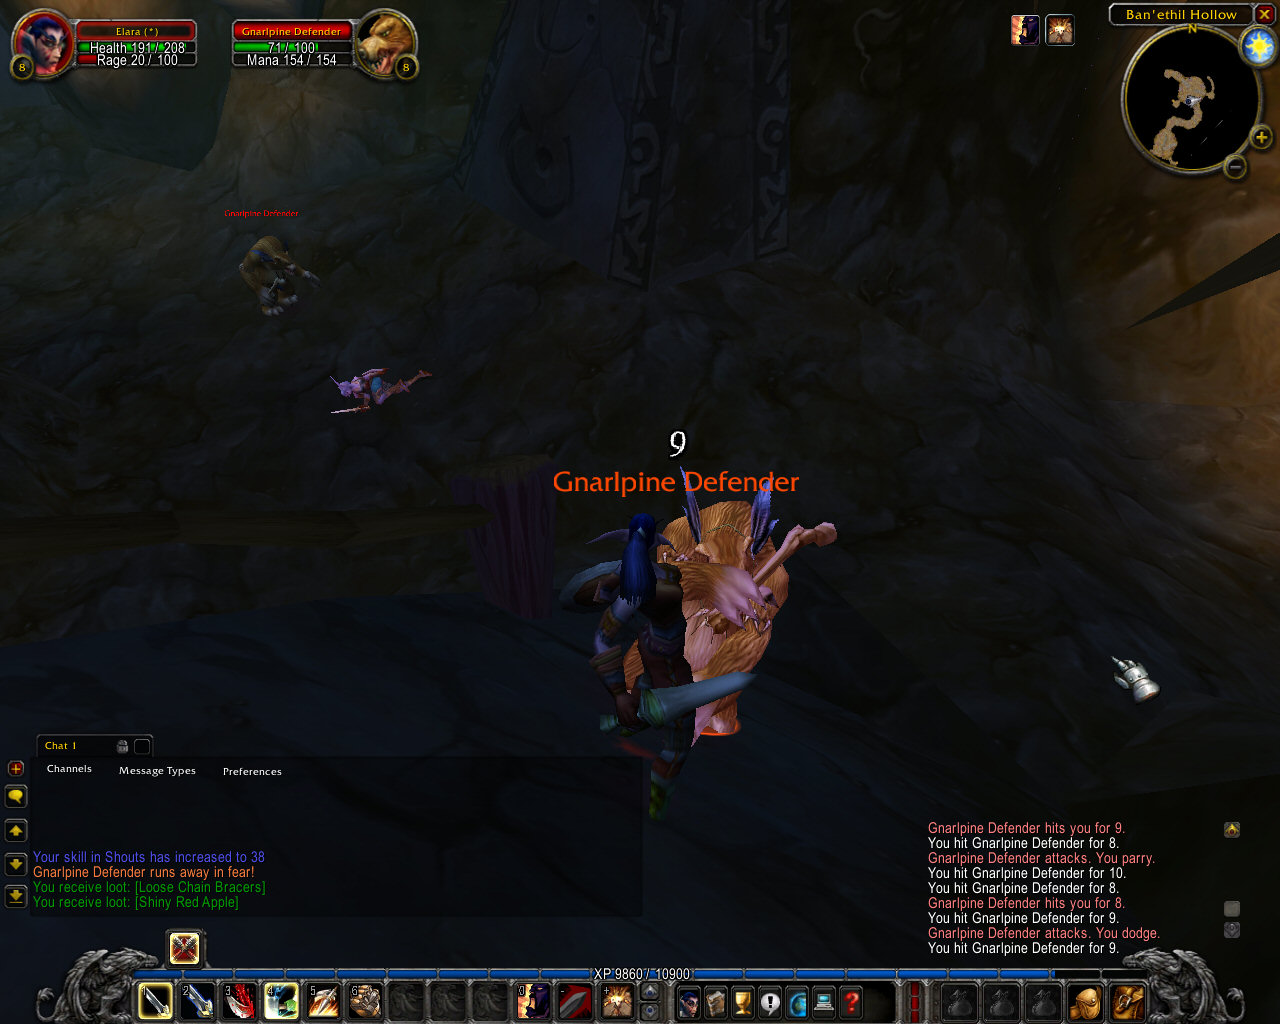 Elara (*)
Health 191 / 208
Rage 20 / 100
8
Gnarlpine Defender
71 / 100
Mana 154 / 154
8
Ban'ethil Hollow
N
Gnarlpine Defender
9
Gnarlpine Defender
Chat 1
Channels
Message Types
Preferences
Your skill in Shouts has increased to 38
Gnarlpine Defender runs away in fear!
You receive loot: [Loose Chain Bracers]
You receive loot: [Shiny Red Apple]
Gnarlpine Defender hits you for 9.
You hit Gnarlpine Defender for 8.
Gnarlpine Defender attacks. You parry.
You hit Gnarlpine Defender for 10.
You hit Gnarlpine Defender for 8.
Gnarlpine Defender hits you for 8.
You hit Gnarlpine Defender for 9.
Gnarlpine Defender attacks. You dodge.
You hit Gnarlpine Defender for 9.
XP 9860 / 10900
1 2 3 4 5 6 0 - +